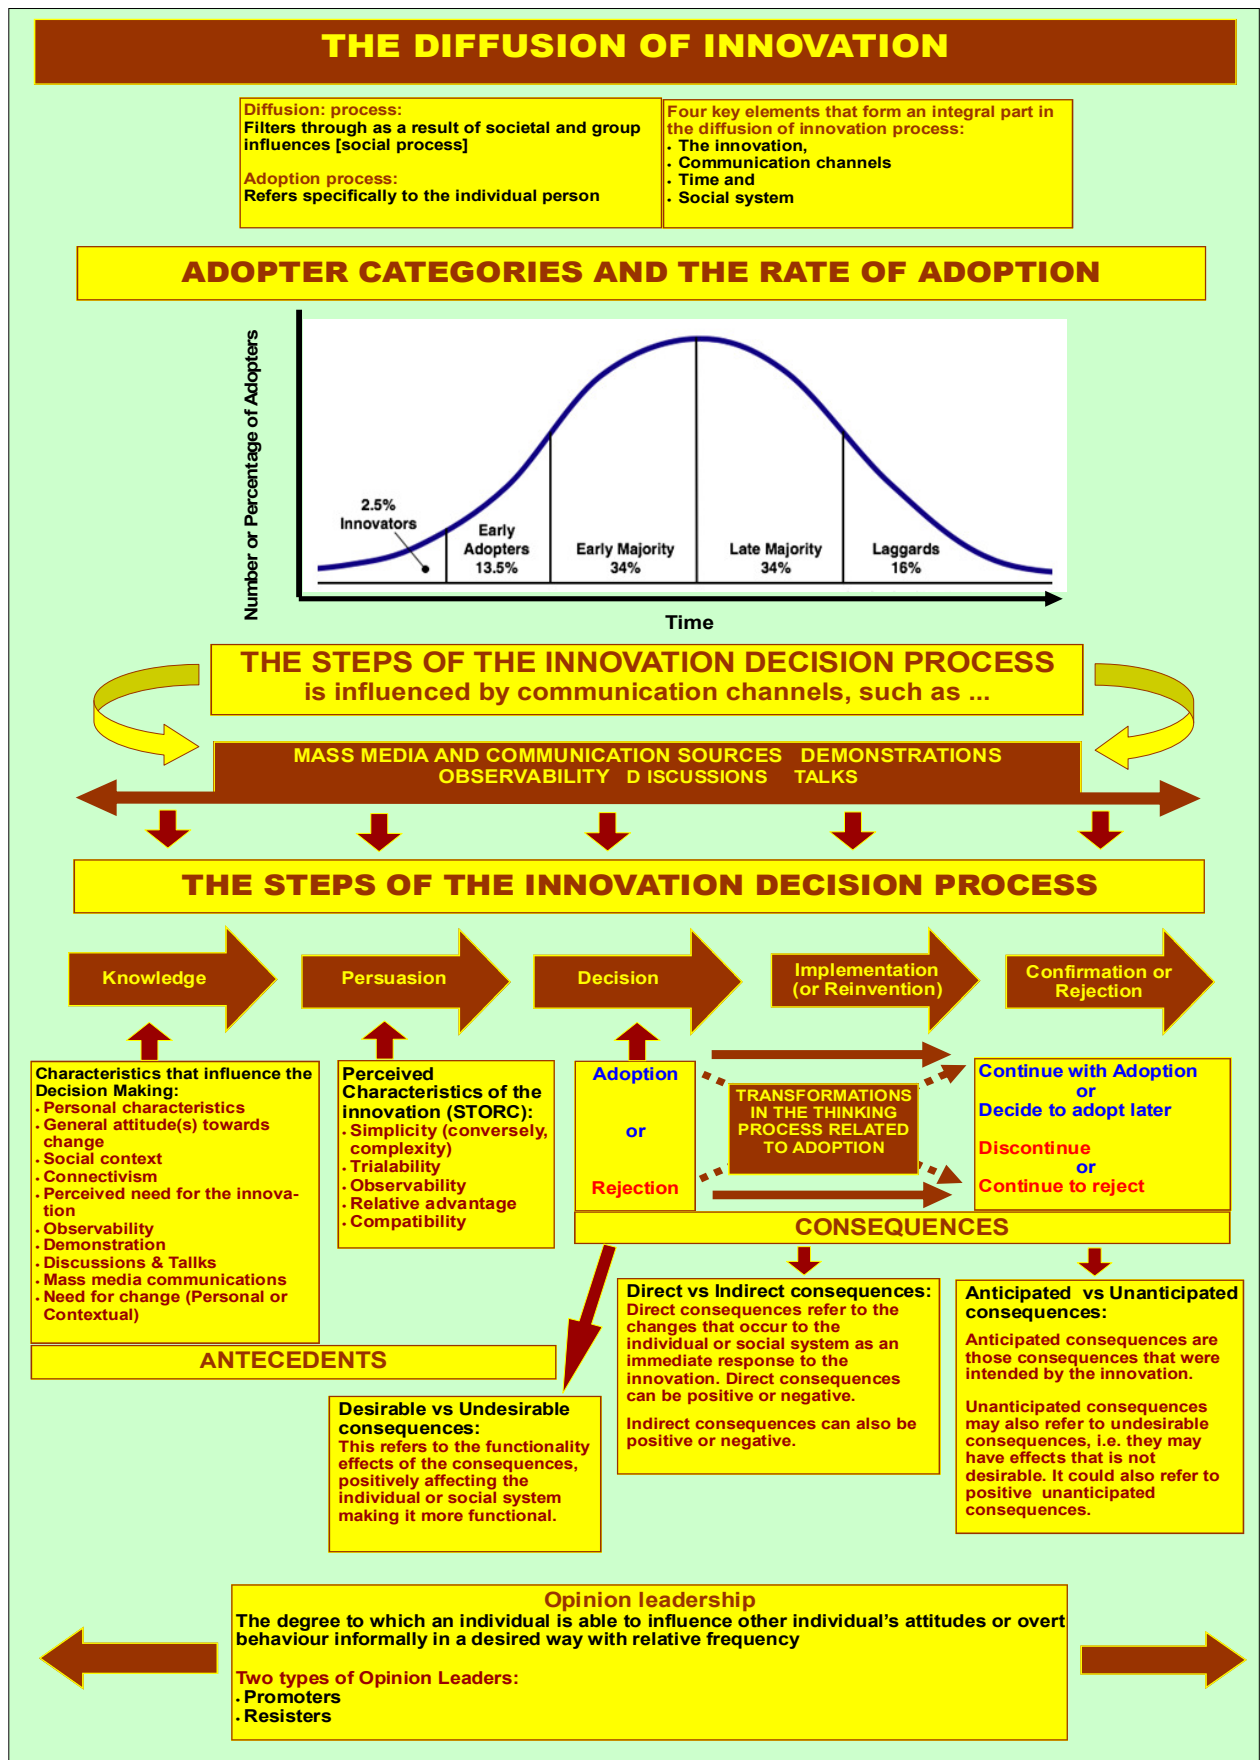 THE DIFFUSION OF INNOVATION
Diffusion: process:
Filters through as a result of societal and group
influences [social process]
Adoption process:
Refers specifically to the individual person
Four key elements that form an integral part in
the diffusion of innovation process:
• The innovation,
• Communication channels
• Time and
• Social system
ADOPTER CATEGORIES AND THE RATE OF ADOPTION
Number or Percentage of Adopters
2.5%
Innovators
Early
Adopters
13.5%
Early Majority
34%
Late Majority
34%
Laggards
16%
Time
THE STEPS OF THE INNOVATION DECISION PROCESS
is influenced by communication channels, such as ...
MASS MEDIA AND COMMUNICATION SOURCES DEMONSTRATIONS
OBSERVABILITY D ISCUSSIONS TALKS
THE STEPS OF THE INNOVATION DECISION PROCESS
Knowledge
Persuasion
Decision
Implementation
(or Reinvention)
Confirmation or
Rejection
Characteristics that influence the
Decision Making:
• Personal characteristics
• General attitude(s) towards
change
• Social context
• Connectivism
• Perceived need for the innova-
tion
• Observability
• Demonstration
• Discussions & Tallks
• Mass media communications
• Need for change (Personal or
Contextual)
ANTECEDENTS
Perceived
Characteristics of the
innovation (STORC):
• Simplicity (conversely,
complexity)
• Trialability
• Observability
• Relative advantage
• Compatibility
Adoption
or
Rejection
TRANSFORMATIONS
IN THE THINKING
PROCESS RELATED
TO ADOPTION
Continue with Adoption
or
Decide to adopt later
Discontinue
or
Continue to reject
CONSEQUENCES
Desirable vs Undesirable
consequences:
This refers to the functionality
effects of the consequences,
positively affecting the
individual or social system
making it more functional.
Direct vs Indirect consequences:
Direct consequences refer to the
changes that occur to the
individual or social system as an
immediate response to the
innovation. Direct consequences
can be positive or negative.
Indirect consequences can also be
positive or negative.
Anticipated vs Unanticipated
consequences:
Anticipated consequences are
those consequences that were
intended by the innovation.
Unanticipated consequences
may also refer to undesirable
consequences, i.e. they may
have effects that is not
desirable. It could also refer to
positive unanticipated
consequences.
Opinion leadership
The degree to which an individual is able to influence other individual's attitudes or overt
behaviour informally in a desired way with relative frequency
Two types of Opinion Leaders:
• Promoters
• Resisters